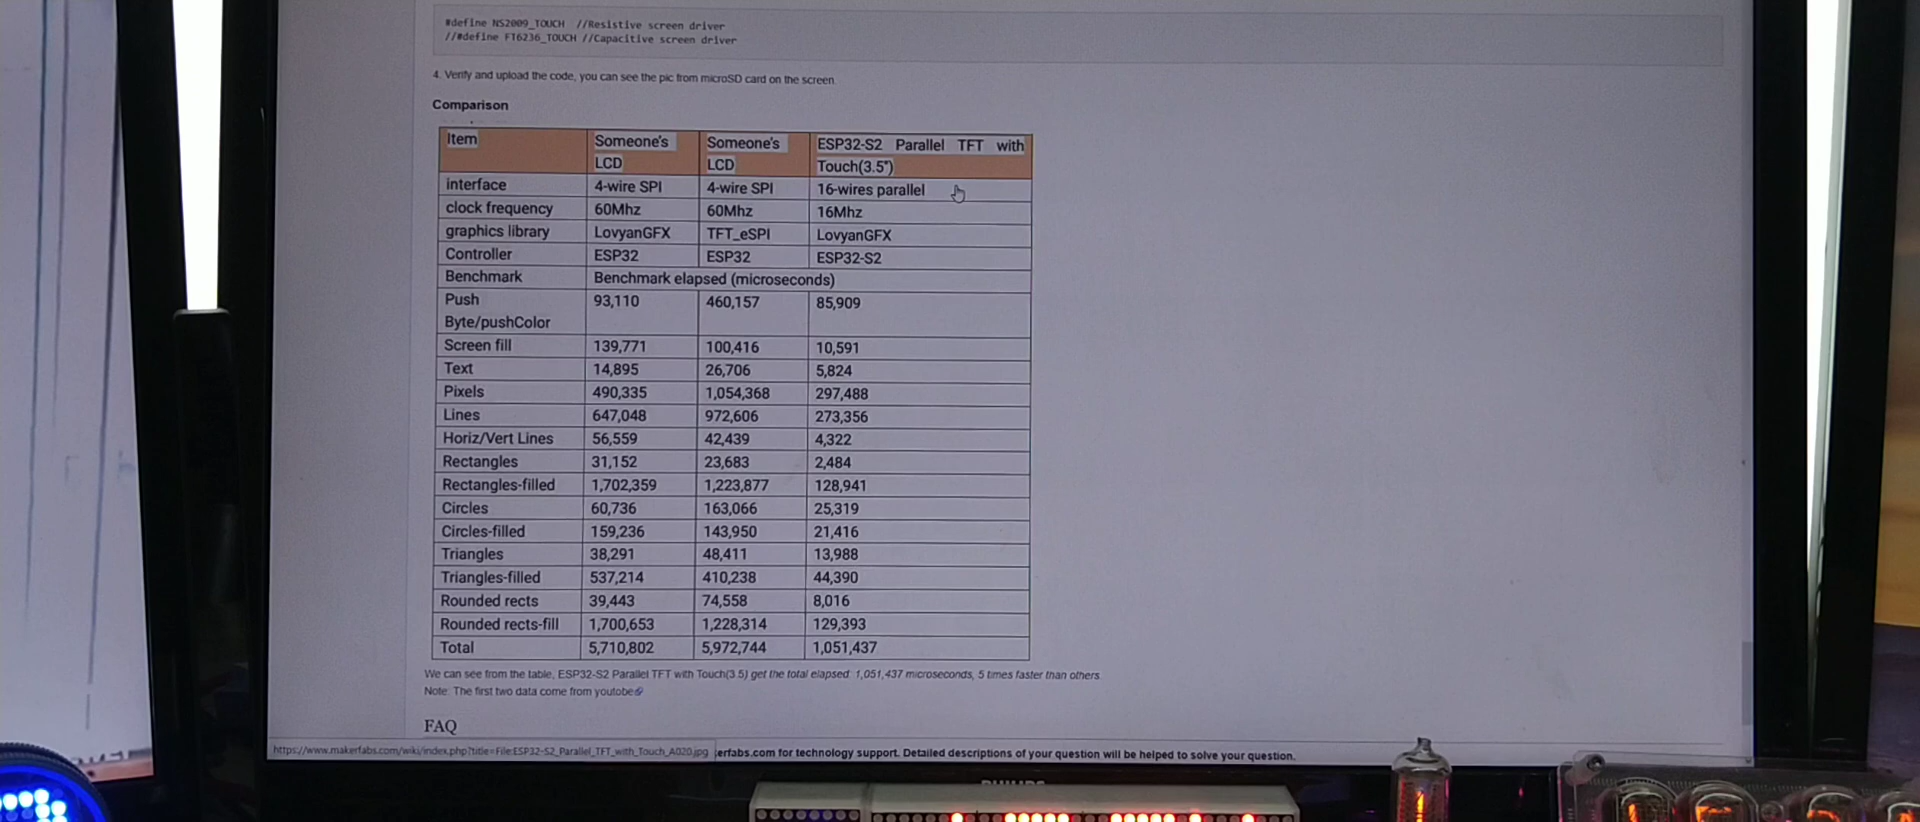 #define NS2009_TOUCH //Resistive screen driver
//#define FT6236_TOUCH //Capacitive screen driver
4. Verify and upload the code, you can see the pic from microSD card on the screen.
Comparison
Item Someone's LCD Someone's LCD ESP32-S2 Parallel TFT with Touch(3.5")
interface 4-wire SPI 4-wire SPI 16-wires parallel
clock frequency 60Mhz 60Mhz 16Mhz
graphics library LovyanGFX TFT_eSPI LovyanGFX
Controller ESP32 ESP32 ESP32-S2
Benchmark Benchmark elapsed (microseconds)
Push Byte/pushColor 93,110 460,157 85,909
Screen fill 139,771 100,416 10,591
Text 14,895 26,706 5,824
Pixels 490,335 1,054,368 297,488
Lines 647,048 972,606 273,356
Horiz/Vert Lines 56,559 42,439 4,322
Rectangles 31,152 23,683 2,484
Rectangles-filled 1,702,359 1,223,877 128,941
Circles 60,736 163,066 25,319
Circles-filled 159,236 143,950 21,416
Triangles 38,291 48,411 13,988
Triangles-filled 537,214 410,238 44,390
Rounded rects 39,443 74,558 8,016
Rounded rects-fill 1,700,653 1,228,314 129,393
Total 5,710,802 5,972,744 1,051,437
We can see from the table, ESP32-S2 Parallel TFT with Touch(3.5) get the total elapsed: 1,051,437 microseconds, 5 times faster than others.
Note: The first two data come from youtobe
FAQ
https://www.makerfabs.com/wiki/index.php?title=File:ESP32-S2_Parallel_TFT_with_Touch_A020.jpg
erfabs.com for technology support. Detailed descriptions of your question will be helped to solve your question.